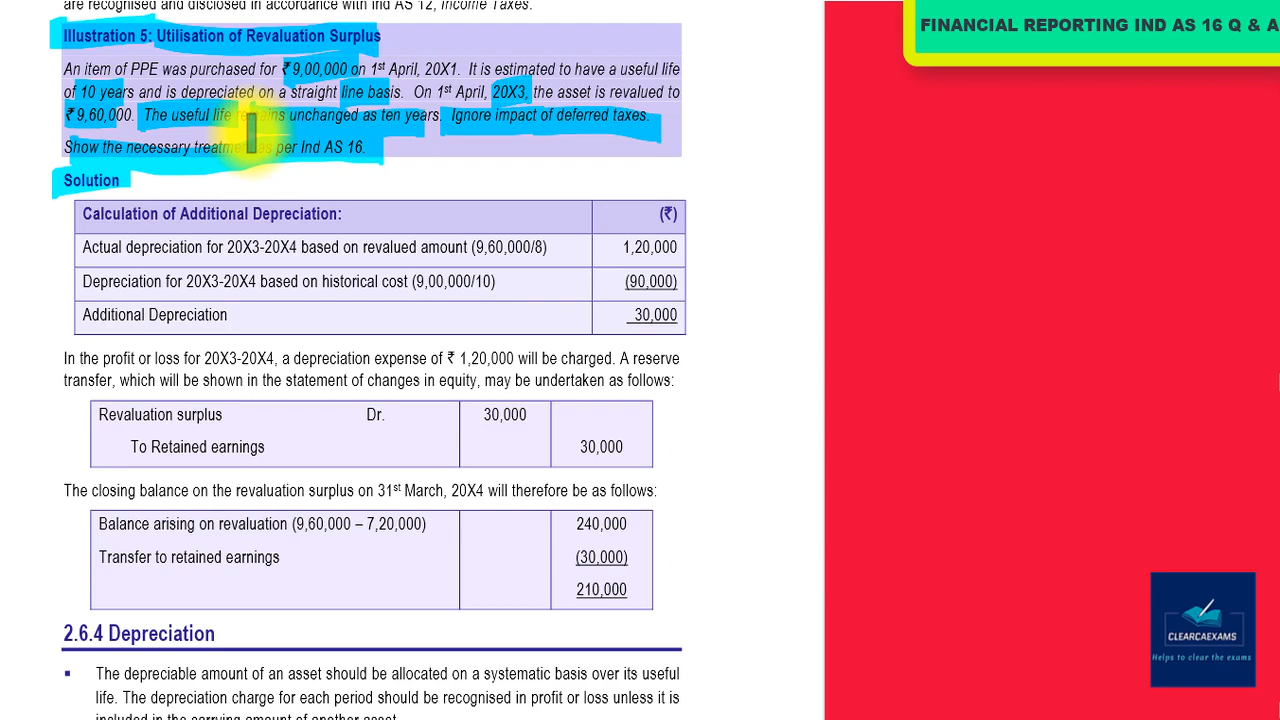 are recognised and disclosed in accordance with Ind AS 12, Income Taxes.
Illustration 5: Utilisation of Revaluation Surplus
An item of PPE was purchased for ₹ 9,00,000 on 1st April, 20X1. It is estimated to have a useful life
of 10 years and is depreciated on a straight line basis. On 1st April, 20X3, the asset is revalued to
₹ 9,60,000. The useful life remains unchanged as ten years. Ignore impact of deferred taxes.
Show the necessary treatment as per Ind AS 16.
Solution
Calculation of Additional Depreciation: (₹)
Actual depreciation for 20X3-20X4 based on revalued amount (9,60,000/8) 1,20,000
Depreciation for 20X3-20X4 based on historical cost (9,00,000/10) (90,000)
Additional Depreciation 30,000
In the profit or loss for 20X3-20X4, a depreciation expense of ₹ 1,20,000 will be charged. A reserve
transfer, which will be shown in the statement of changes in equity, may be undertaken as follows:
Revaluation surplus Dr. 30,000
To Retained earnings 30,000
The closing balance on the revaluation surplus on 31st March, 20X4 will therefore be as follows:
Balance arising on revaluation (9,60,000 – 7,20,000) 240,000
Transfer to retained earnings (30,000)
210,000
2.6.4 Depreciation
▪ The depreciable amount of an asset should be allocated on a systematic basis over its useful
life. The depreciation charge for each period should be recognised in profit or loss unless it is
included in the carrying amount of another asset.
FINANCIAL REPORTING IND AS 16 Q & A
CLEARCAEXAMS
Helps to clear the exams